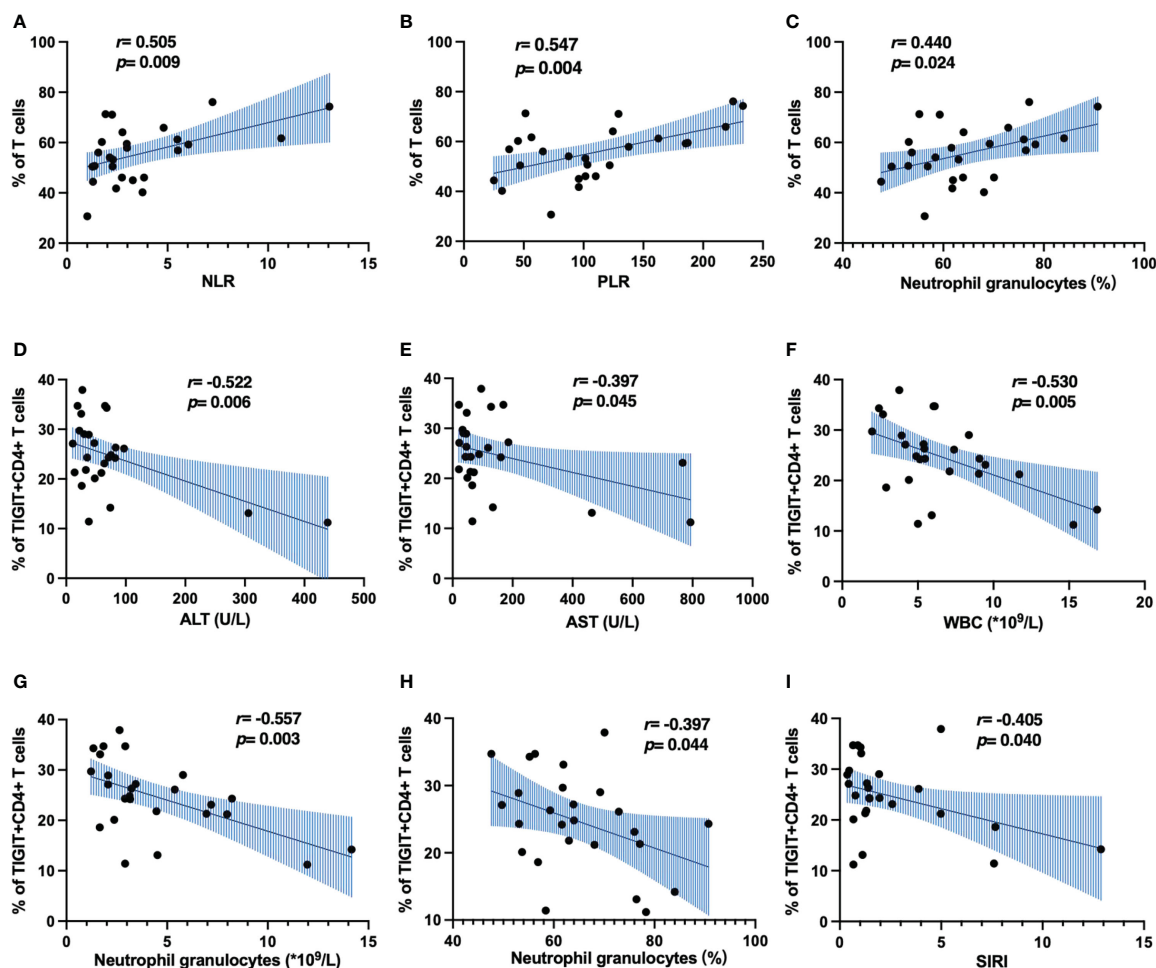 A
r= 0.505
p= 0.009
% of T cells
100
80
60
40
20
0
5
10
15
NLR
B
r= 0.547
p= 0.004
% of T cells
100
80
60
40
20
0
50
100
150
200
250
PLR
C
r= 0.440
p= 0.024
% of T cells
100
80
60
40
20
40
60
80
100
Neutrophil granulocytes (%)
D
r= -0.522
p= 0.006
% of TIGIT+CD4+ T cells
40
30
20
10
0
0
100
200
300
400
500
ALT (U/L)
E
r= -0.397
p= 0.045
% of TIGIT+CD4+ T cells
40
30
20
10
0
0
200
400
600
800
1000
AST (U/L)
F
r= -0.530
p= 0.005
% of TIGIT+CD4+ T cells
40
30
20
10
0
0
5
10
15
20
WBC (*10⁹/L)
G
r= -0.557
p= 0.003
% of TIGIT+CD4+ T cells
40
30
20
10
0
0
5
10
15
Neutrophil granulocytes (*10⁹/L)
H
r= -0.397
p= 0.044
% of TIGIT+CD4+ T cells
40
30
20
10
40
60
80
100
Neutrophil granulocytes (%)
I
r= -0.405
p= 0.040
% of TIGIT+CD4+ T cells
40
30
20
10
0
0
5
10
15
SIRI